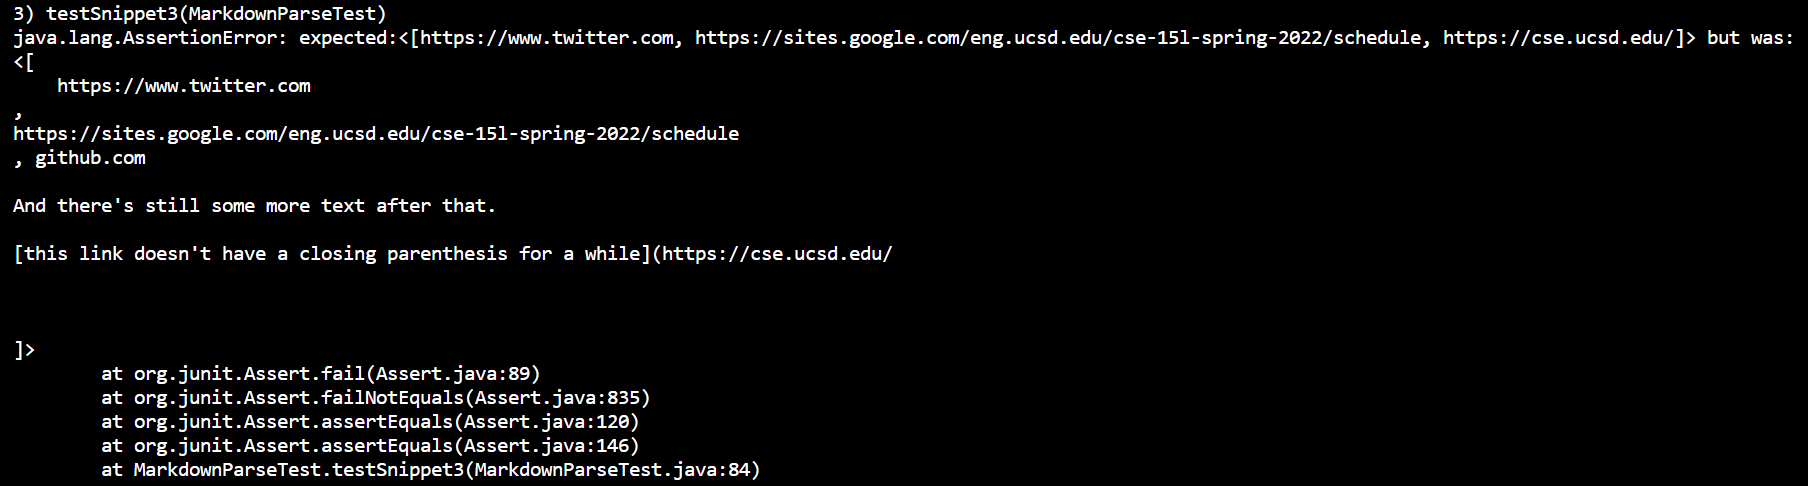 3) testSnippet3(MarkdownParseTest)
java.lang.AssertionError: expected:<[https://www.twitter.com, https://sites.google.com/eng.ucsd.edu/cse-15l-spring-2022/schedule, https://cse.ucsd.edu/]> but was:
<[
    https://www.twitter.com
,
https://sites.google.com/eng.ucsd.edu/cse-15l-spring-2022/schedule
, github.com

And there's still some more text after that.

[this link doesn't have a closing parenthesis for a while](https://cse.ucsd.edu/



]>
        at org.junit.Assert.fail(Assert.java:89)
        at org.junit.Assert.failNotEquals(Assert.java:835)
        at org.junit.Assert.assertEquals(Assert.java:120)
        at org.junit.Assert.assertEquals(Assert.java:146)
        at MarkdownParseTest.testSnippet3(MarkdownParseTest.java:84)